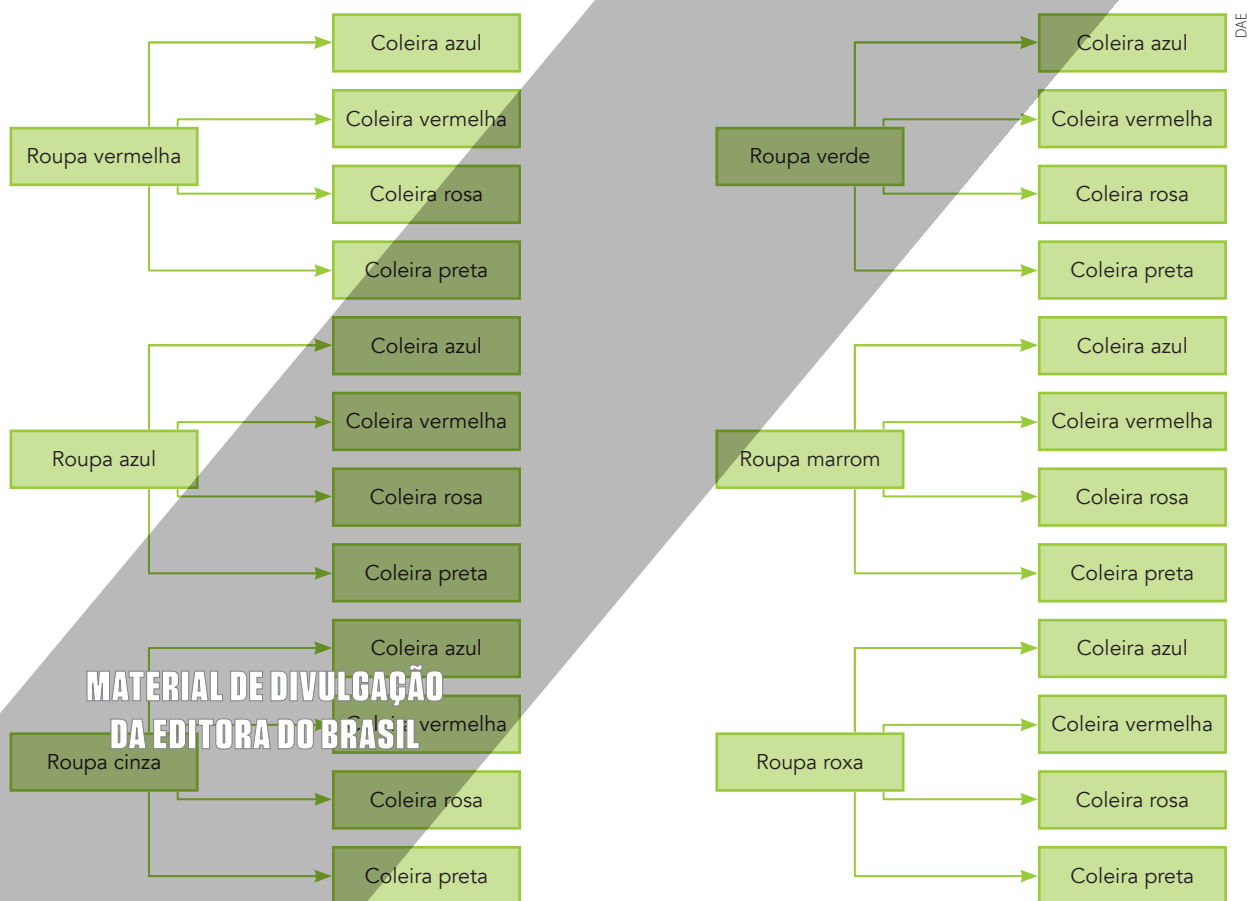 Roupa vermelha
Coleira azul
Coleira vermelha
Coleira rosa
Coleira preta
Roupa azul
Coleira azul
Coleira vermelha
Coleira rosa
Coleira preta
Roupa cinza
Coleira azul
Coleira vermelha
Coleira rosa
Coleira preta
MATERIAL DE DIVULGAÇÃO
DA EDITORA DO BRASIL
Roupa verde
Coleira azul
Coleira vermelha
Coleira rosa
Coleira preta
Roupa marrom
Coleira azul
Coleira vermelha
Coleira rosa
Coleira preta
Roupa roxa
Coleira azul
Coleira vermelha
Coleira rosa
Coleira preta
DAE